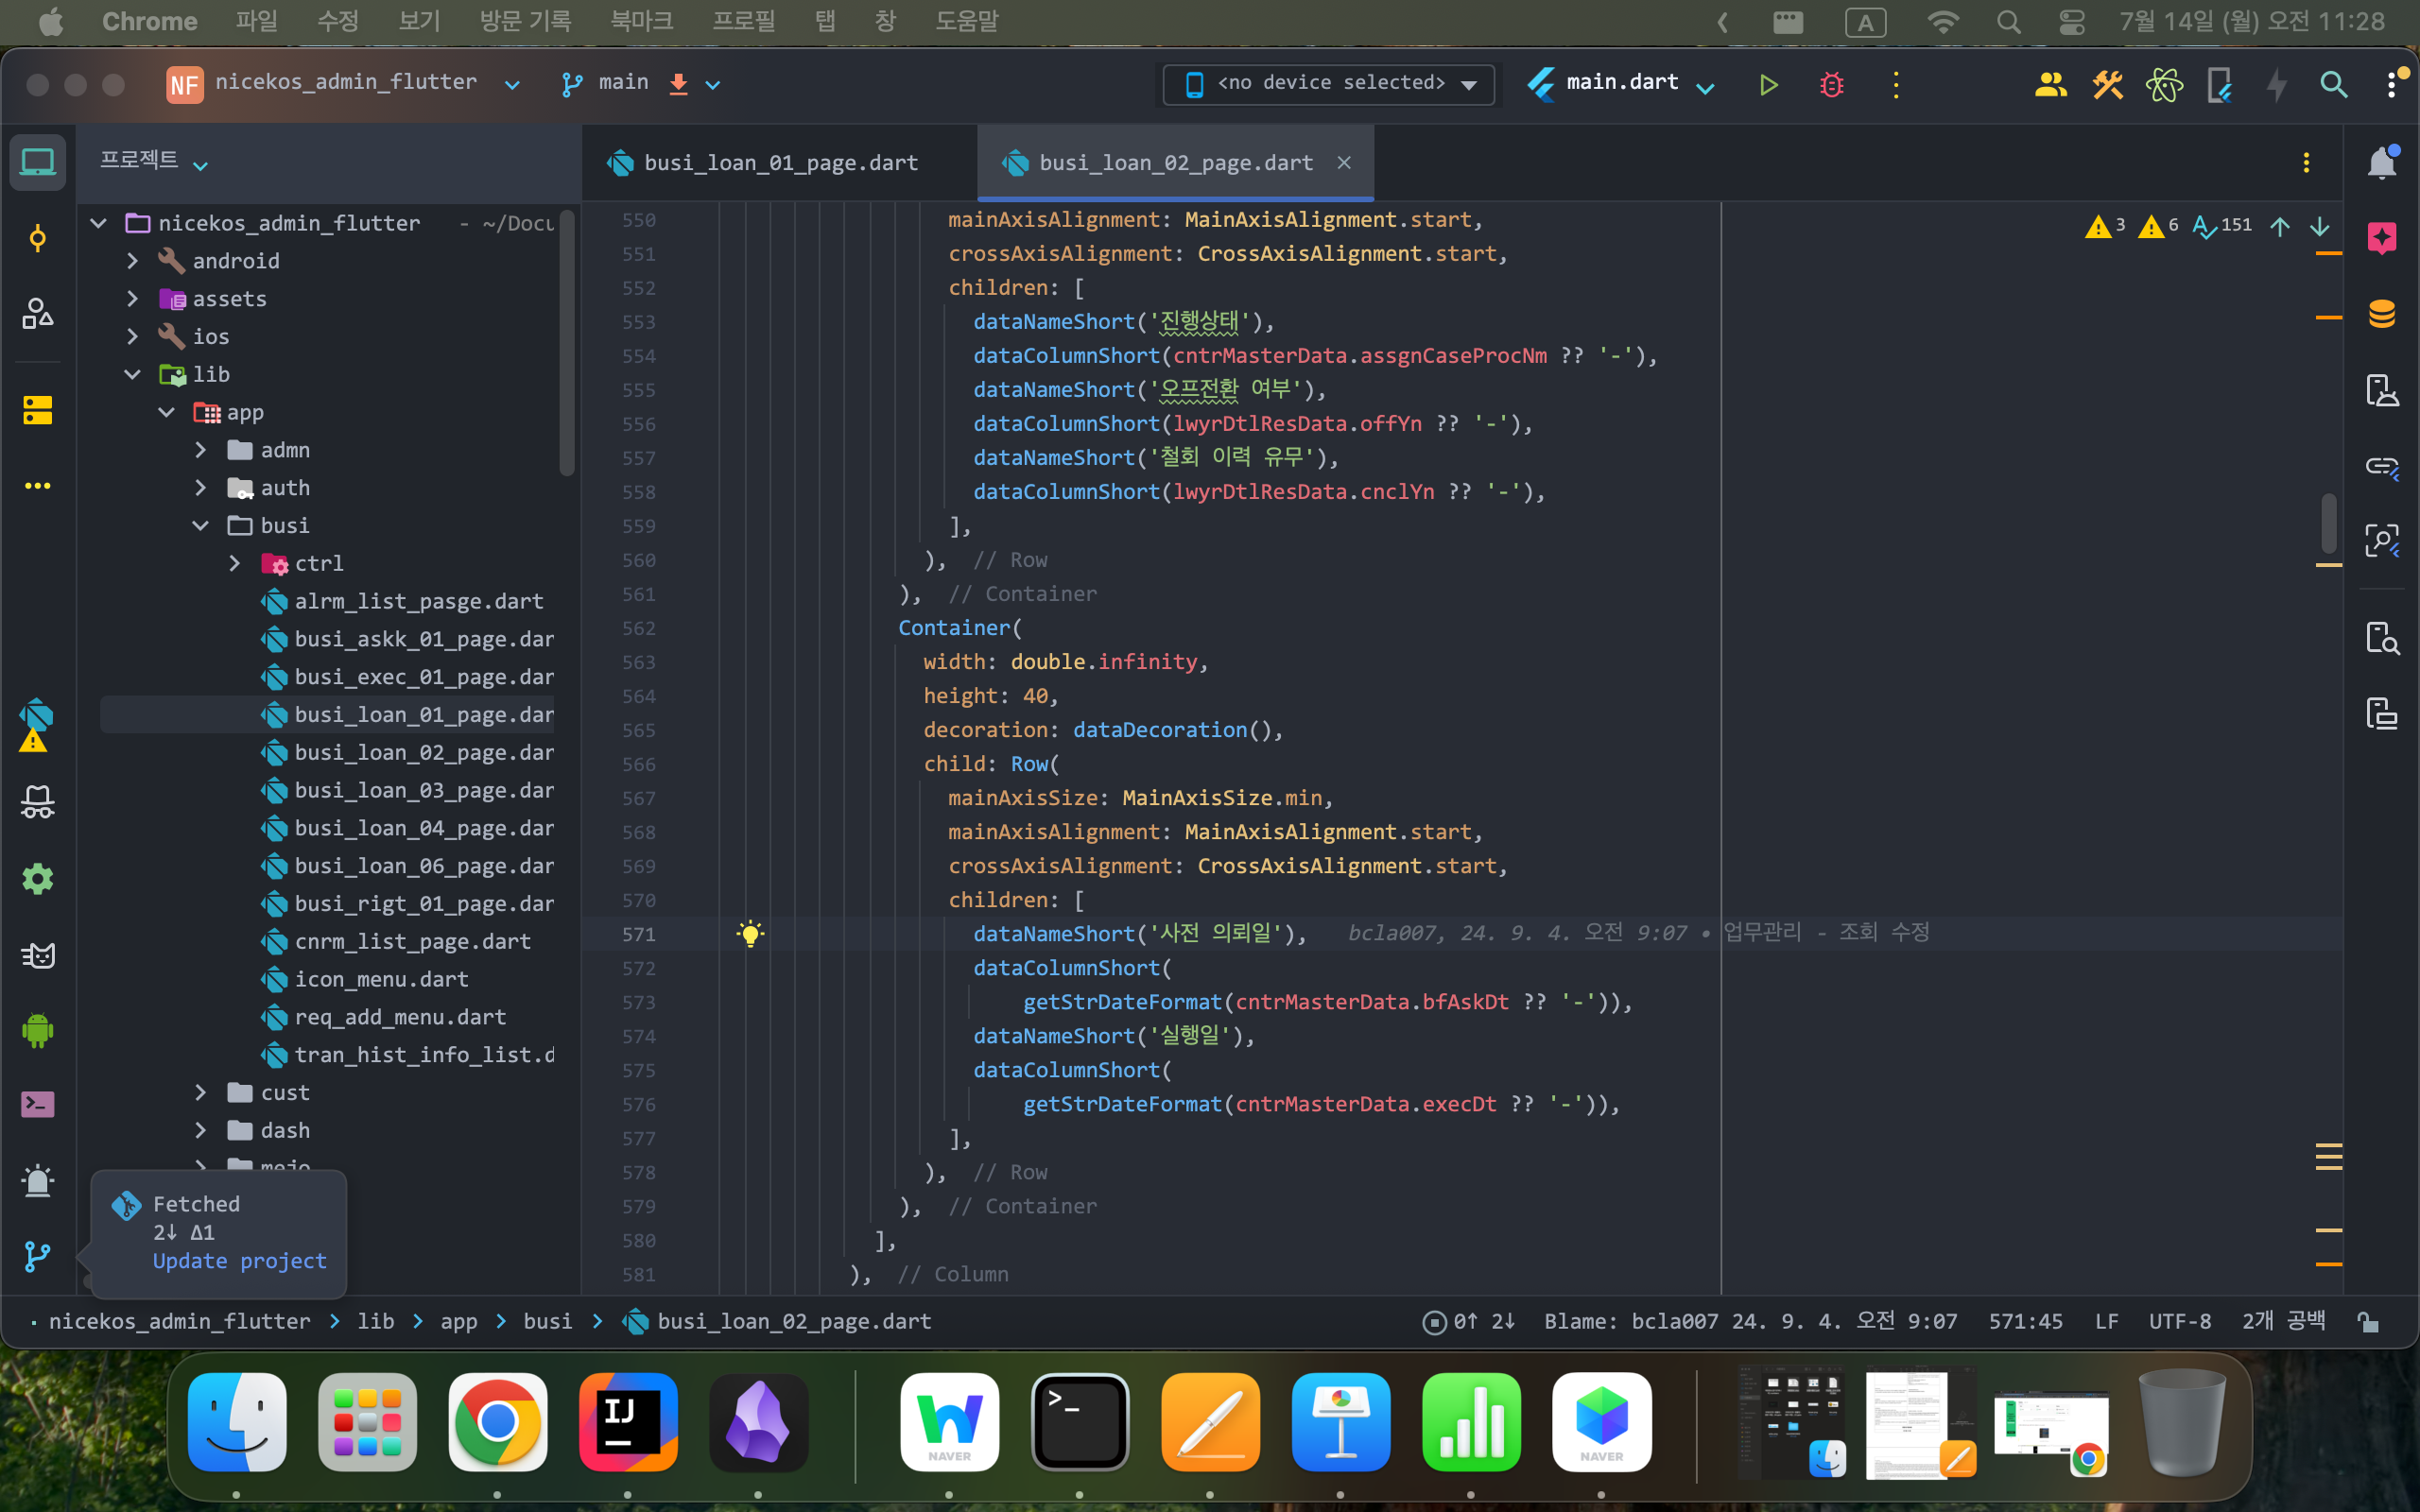 Chrome 파일 수정 보기 방문 기록 북마크 프로필 탭 창 도움말 A 7월 14일 (월) 오전 11:28
NF nicekos_admin_flutter main <no device selected> main.dart
프로젝트
busi_loan_01_page.dart busi_loan_02_page.dart
3 6 151
nicekos_admin_flutter - ~/Docu
android
assets
ios
lib
app
admn
auth
busi
ctrl
alrm_list_pasge.dart
busi_askk_01_page.dar
busi_exec_01_page.dar
busi_loan_01_page.dar
busi_loan_02_page.dar
busi_loan_03_page.dar
busi_loan_04_page.dar
busi_loan_06_page.dar
busi_rigt_01_page.dar
cnrm_list_page.dart
icon_menu.dart
req_add_menu.dart
tran_hist_info_list.d
cust
dash
Fetched
2↓ Δ1
Update project
550 mainAxisAlignment: MainAxisAlignment.start,
551 crossAxisAlignment: CrossAxisAlignment.start,
552 children: [
553 dataNameShort('진행상태'),
554 dataColumnShort(cntrMasterData.assgnCaseProcNm ?? '-'),
555 dataNameShort('오프전환 여부'),
556 dataColumnShort(lwyrDtlResData.offYn ?? '-'),
557 dataNameShort('철회 이력 유무'),
558 dataColumnShort(lwyrDtlResData.cnclYn ?? '-'),
559 ],
560 ), // Row
561 ), // Container
562 Container(
563 width: double.infinity,
564 height: 40,
565 decoration: dataDecoration(),
566 child: Row(
567 mainAxisSize: MainAxisSize.min,
568 mainAxisAlignment: MainAxisAlignment.start,
569 crossAxisAlignment: CrossAxisAlignment.start,
570 children: [
571 dataNameShort('사전 의뢰일'), bcla007, 24. 9. 4. 오전 9:07 • 업무관리 - 조회 수정
572 dataColumnShort(
573 getStrDateFormat(cntrMasterData.bfAskDt ?? '-')),
574 dataNameShort('실행일'),
575 dataColumnShort(
576 getStrDateFormat(cntrMasterData.execDt ?? '-')),
577 ],
578 ), // Row
579 ), // Container
580 ],
581 ), // Column
nicekos_admin_flutter > lib > app > busi > busi_loan_02_page.dart 0↑ 2↓ Blame: bcla007 24. 9. 4. 오전 9:07 571:45 LF UTF-8 2개 공백
IJ NAVER >_ NAVER